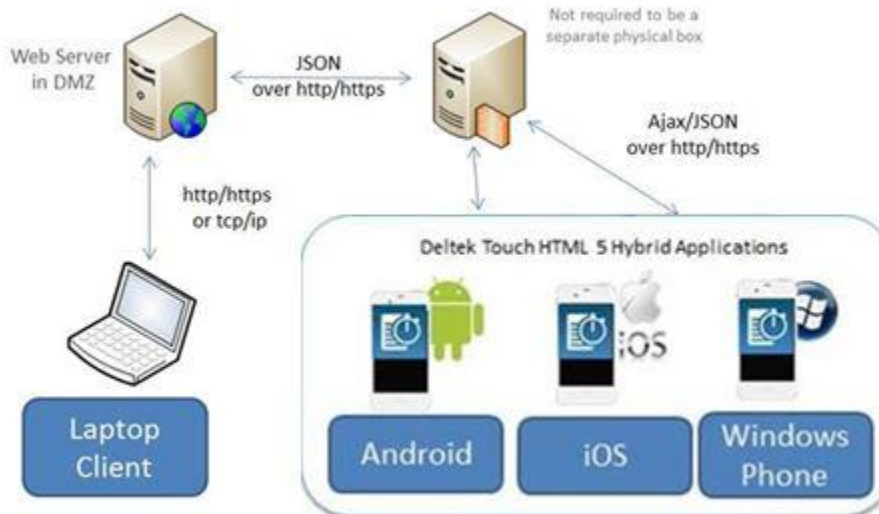 Not required to be a
separate physical box
Web Server
in DMZ
JSON
over http/https
Ajax/JSON
over http/https
http/https
or tcp/ip
Deltek Touch HTML 5 Hybrid Applications
iOS
Laptop
Client
Android
iOS
Windows
Phone